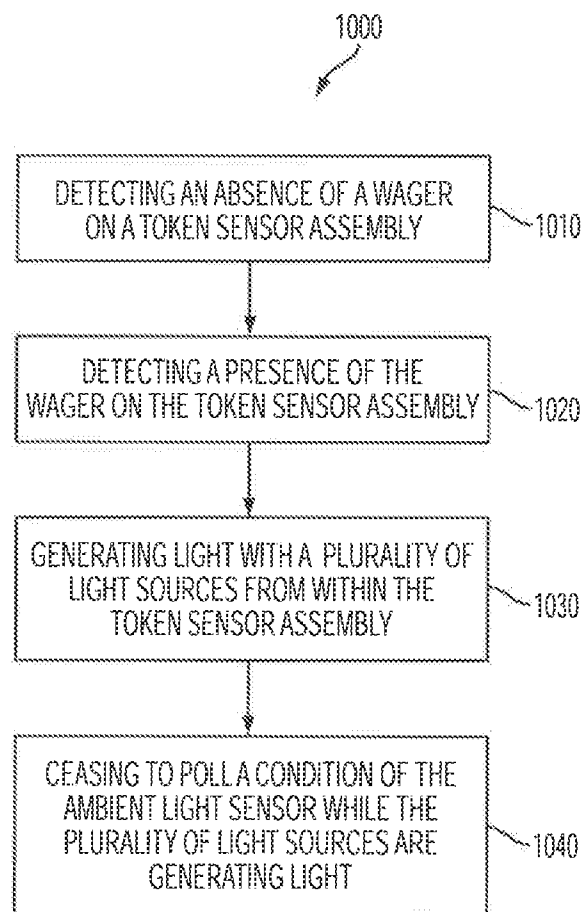 1000
DETECTING AN ABSENCE OF A WAGER
ON A TOKEN SENSOR ASSEMBLY
1010
DETECTING A PRESENCE OF THE
WAGER ON THE TOKEN SENSOR ASSEMBLY
1020
GENERATING LIGHT WITH A PLURALITY OF
LIGHT SOURCES FROM WITHIN THE
TOKEN SENSOR ASSEMBLY
1030
CEASING TO POLL A CONDITION OF THE
AMBIENT LIGHT SENSOR WHILE THE
PLURALITY OF LIGHT SOURCES ARE
GENERATING LIGHT
1040